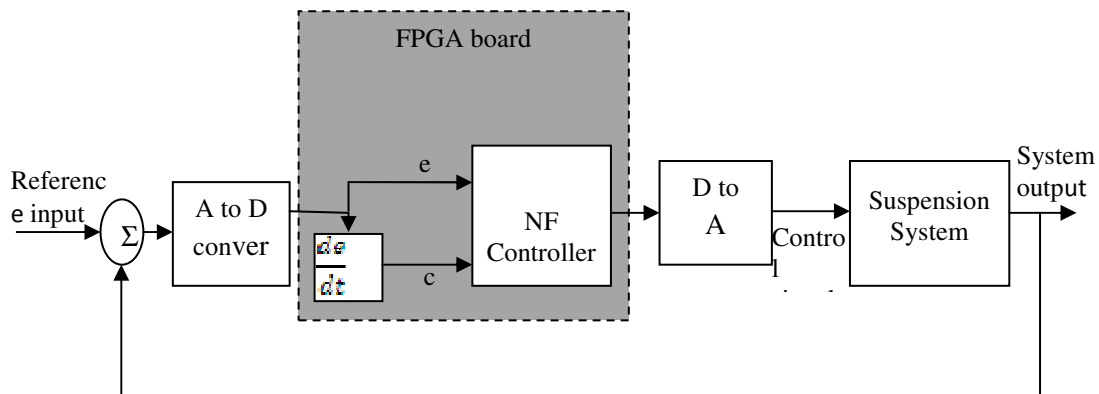 FPGA board
Referenc
e input
Σ
A to D
conver
e
de
dt
c
NF
Controller
D to
A
Contro
l
Suspension
System
System
output